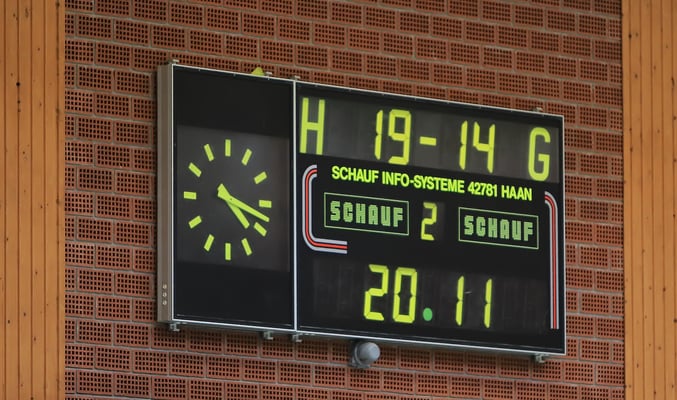 H 19-14 G
SCHAUF INFO-SYSTEME 42781 HAAN
SCHAUF 2 SCHAUF
20.11